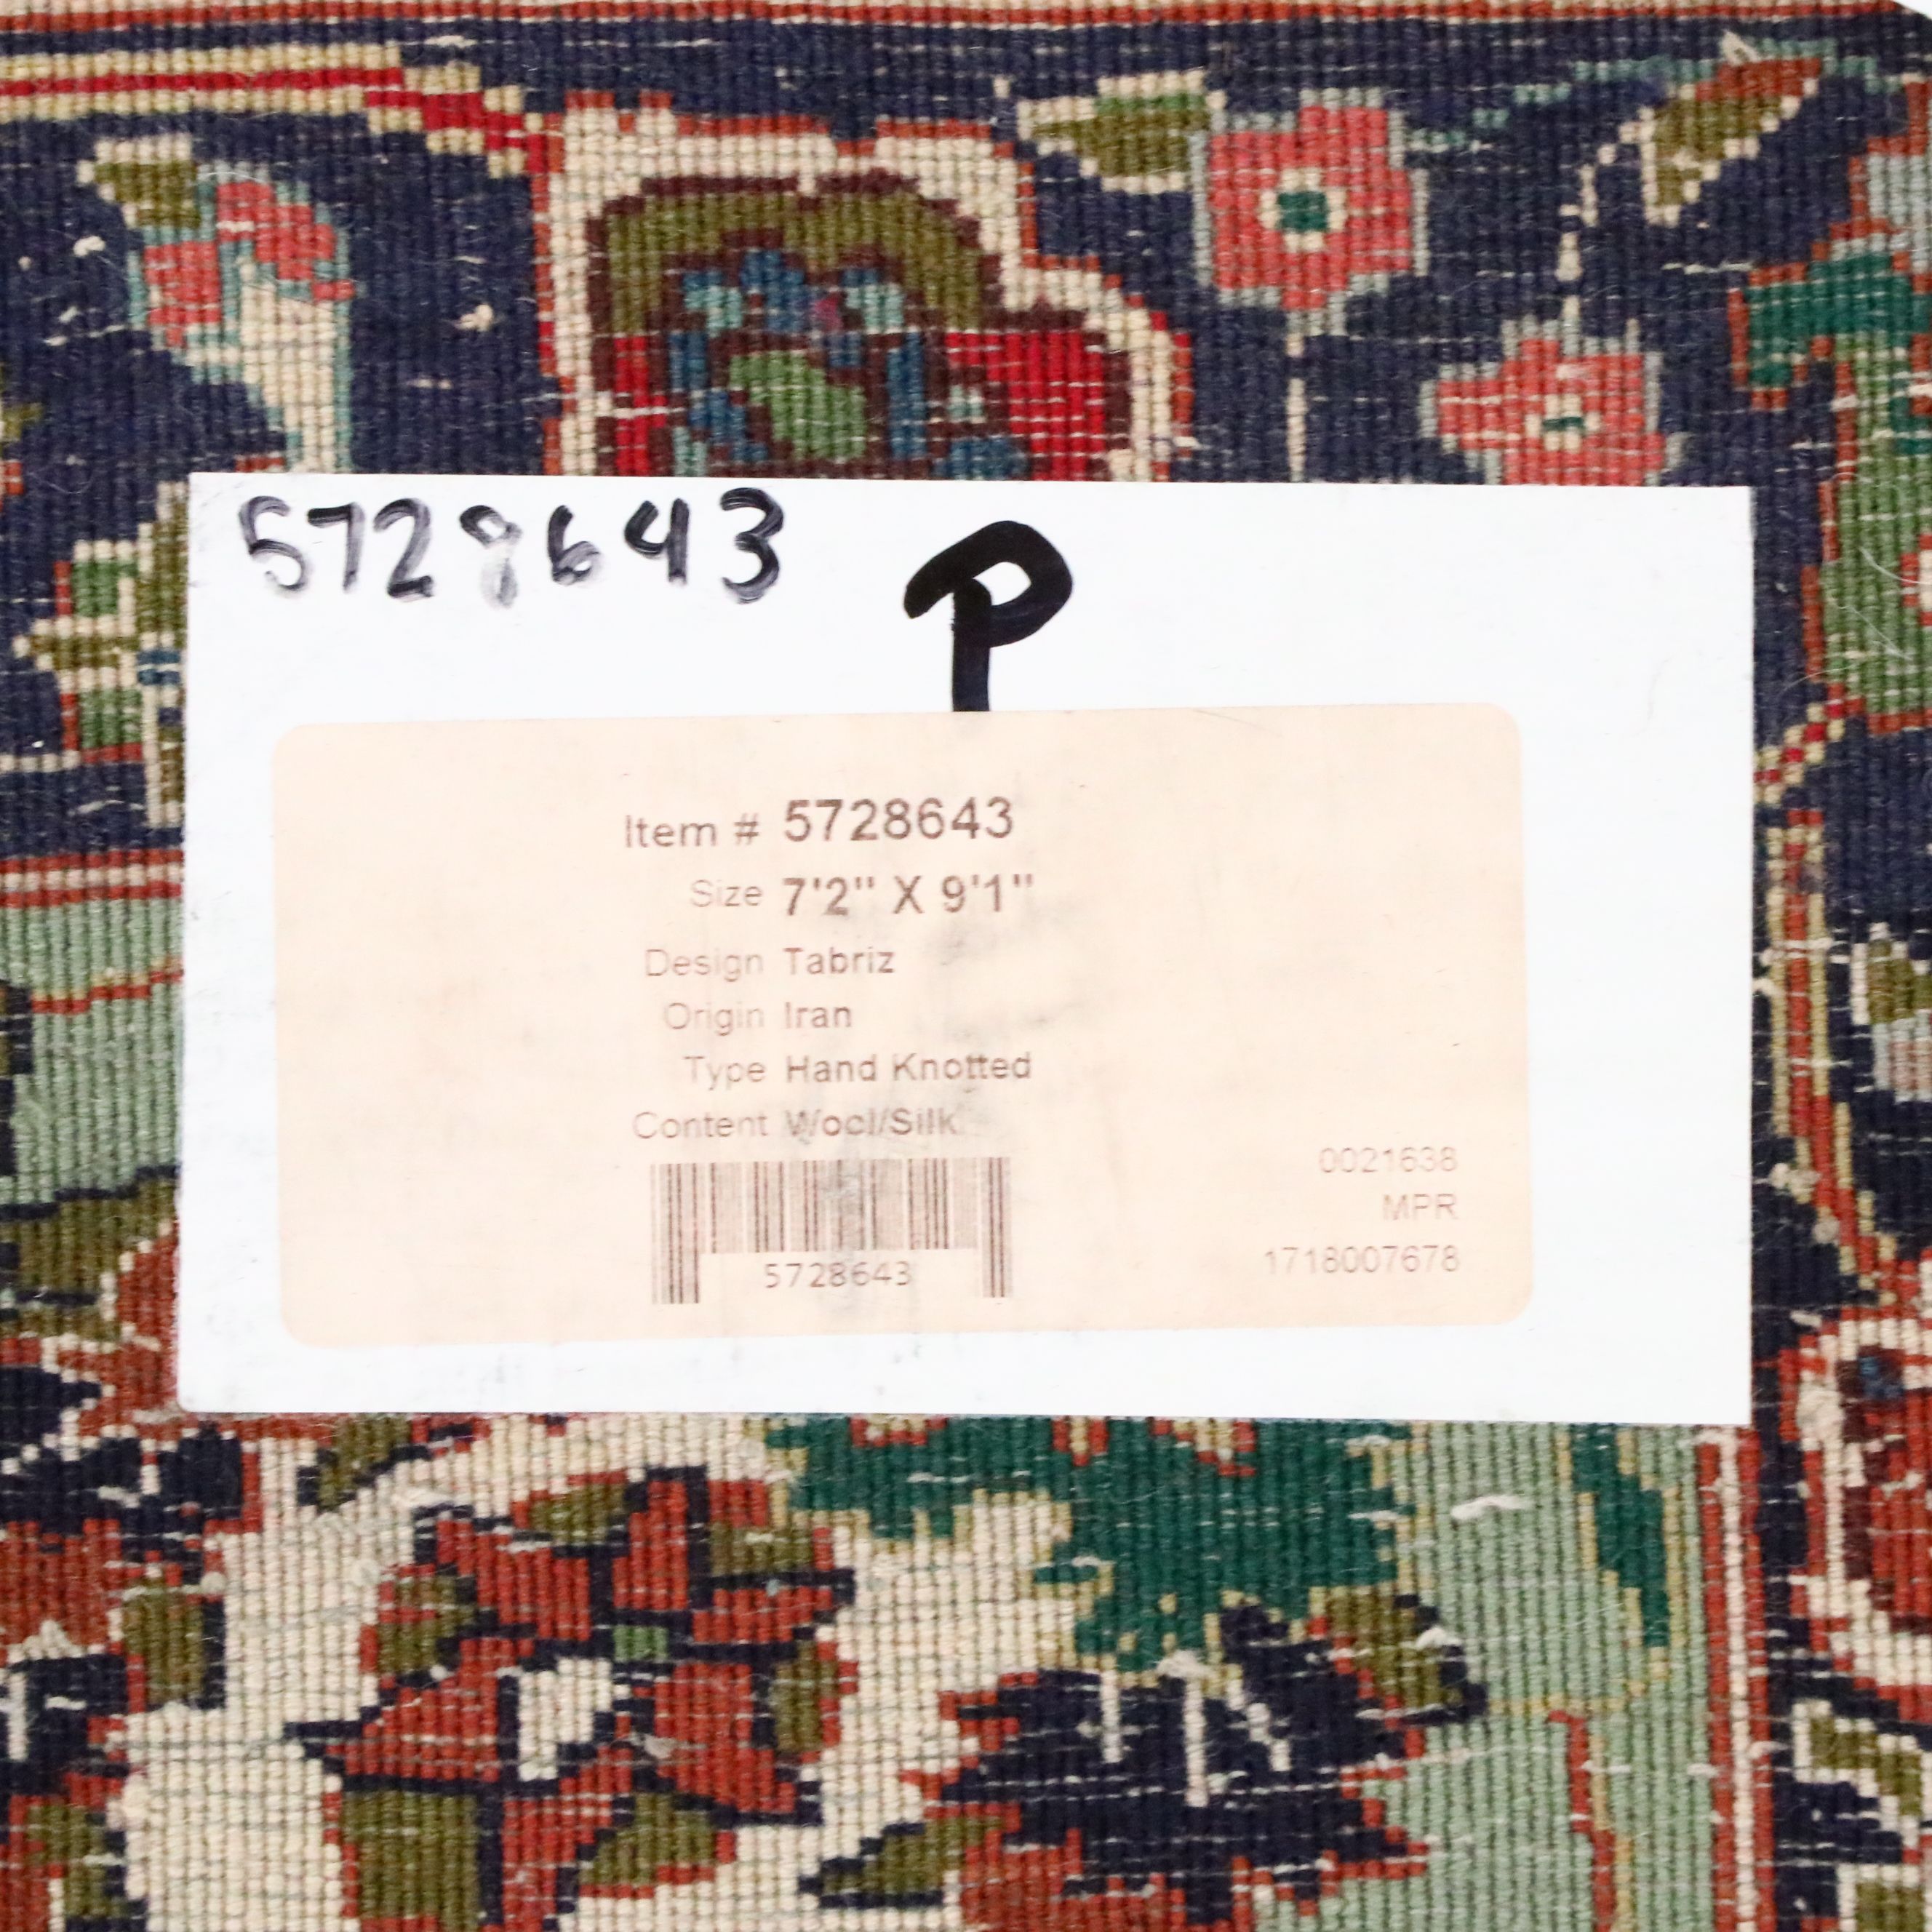 5728643
P
Item # 5728643
Size 7'2" X 9'1"
Design Tabriz
Origin Iran
Type Hand Knotted
Content Wool/Silk
5728643
0021638
MPR
1718007678